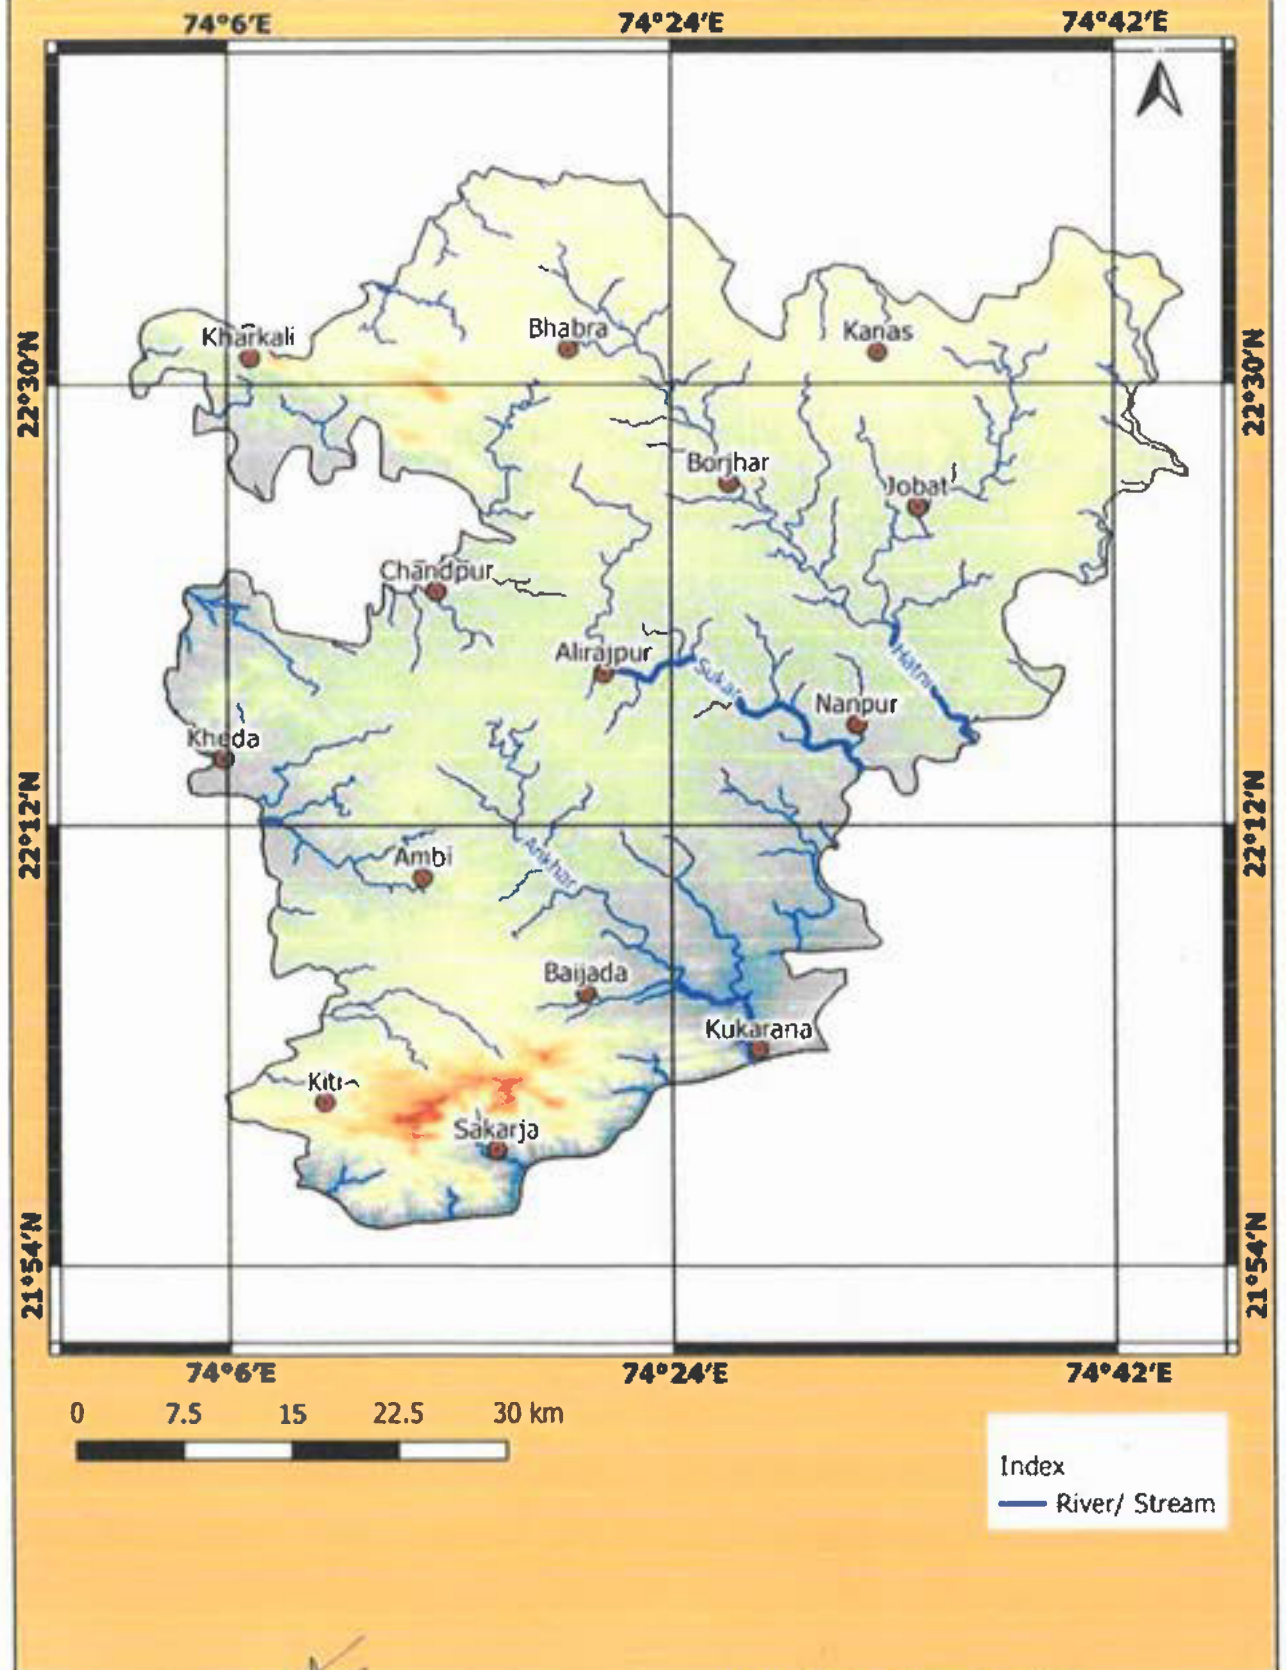 74°6'E 74°24'E 74°42'E
Kharkali
Bhabra
Kanas
22°30'N
22°30'N
Borjhar
Jobat
Chandpur
Alirajpur
Sukar
Hatni
Nanpur
Kheda
22°12'N
22°12'N
Ankhar
Ambi
Baijada
Kukarana
Kiti
Sakarja
21°54'N
21°54'N
74°6'E 74°24'E 74°42'E
0 7.5 15 22.5 30 km
Index
River/ Stream